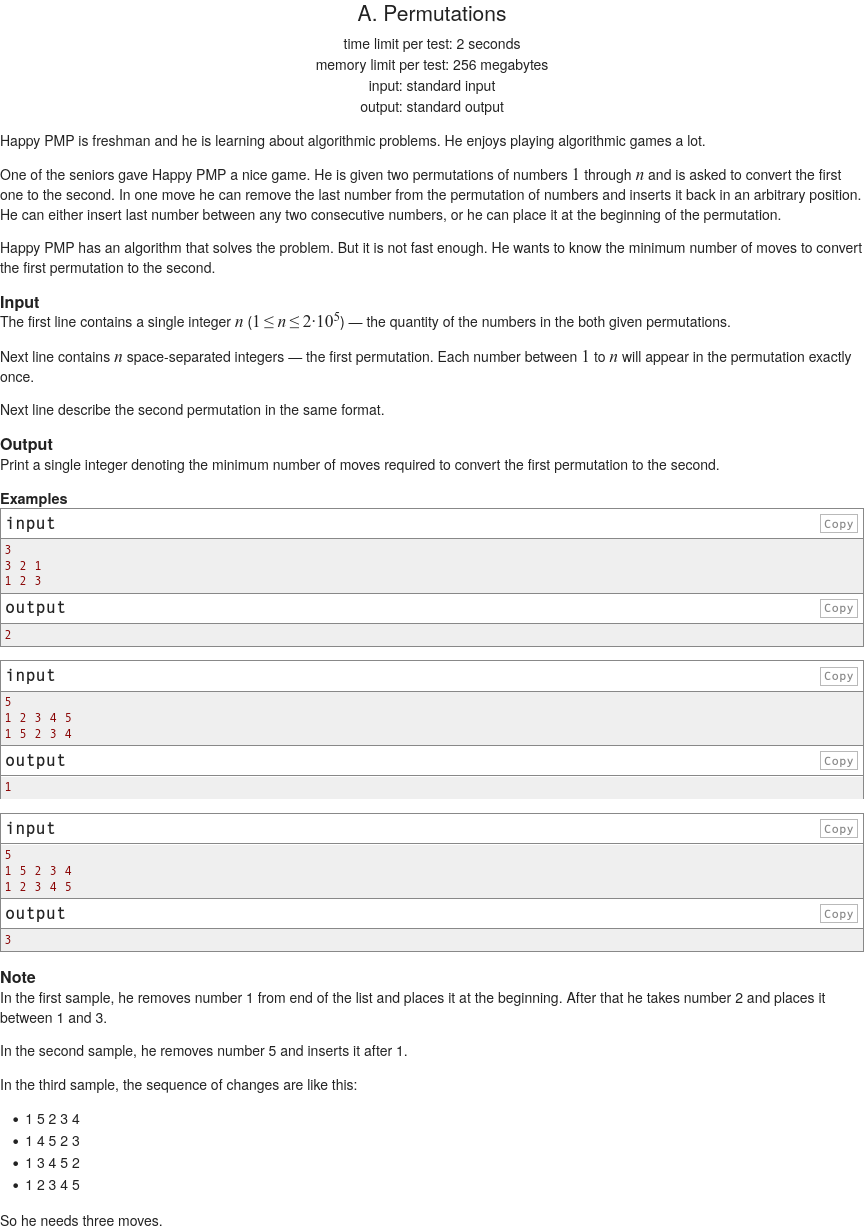 A. Permutations
time limit per test: 2 seconds
memory limit per test: 256 megabytes
input: standard input
output: standard output
Happy PMP is freshman and he is learning about algorithmic problems. He enjoys playing algorithmic games a lot.
One of the seniors gave Happy PMP a nice game. He is given two permutations of numbers 1 through n and is asked to convert the first
one to the second. In one move he can remove the last number from the permutation of numbers and inserts it back in an arbitrary position.
He can either insert last number between any two consecutive numbers, or he can place it at the beginning of the permutation.
Happy PMP has an algorithm that solves the problem. But it is not fast enough. He wants to know the minimum number of moves to convert
the first permutation to the second.
Input
The first line contains a single integer n (1 ≤ n ≤ 2·10⁵) — the quantity of the numbers in the both given permutations.
Next line contains n space-separated integers — the first permutation. Each number between 1 to n will appear in the permutation exactly
once.
Next line describe the second permutation in the same format.
Output
Print a single integer denoting the minimum number of moves required to convert the first permutation to the second.
Examples
input Copy
3
3 2 1
1 2 3
output Copy
2
input Copy
5
1 2 3 4 5
1 5 2 3 4
output Copy
1
input Copy
5
1 5 2 3 4
1 2 3 4 5
output Copy
3
Note
In the first sample, he removes number 1 from end of the list and places it at the beginning. After that he takes number 2 and places it
between 1 and 3.
In the second sample, he removes number 5 and inserts it after 1.
In the third sample, the sequence of changes are like this:
• 1 5 2 3 4
• 1 4 5 2 3
• 1 3 4 5 2
• 1 2 3 4 5
So he needs three moves.